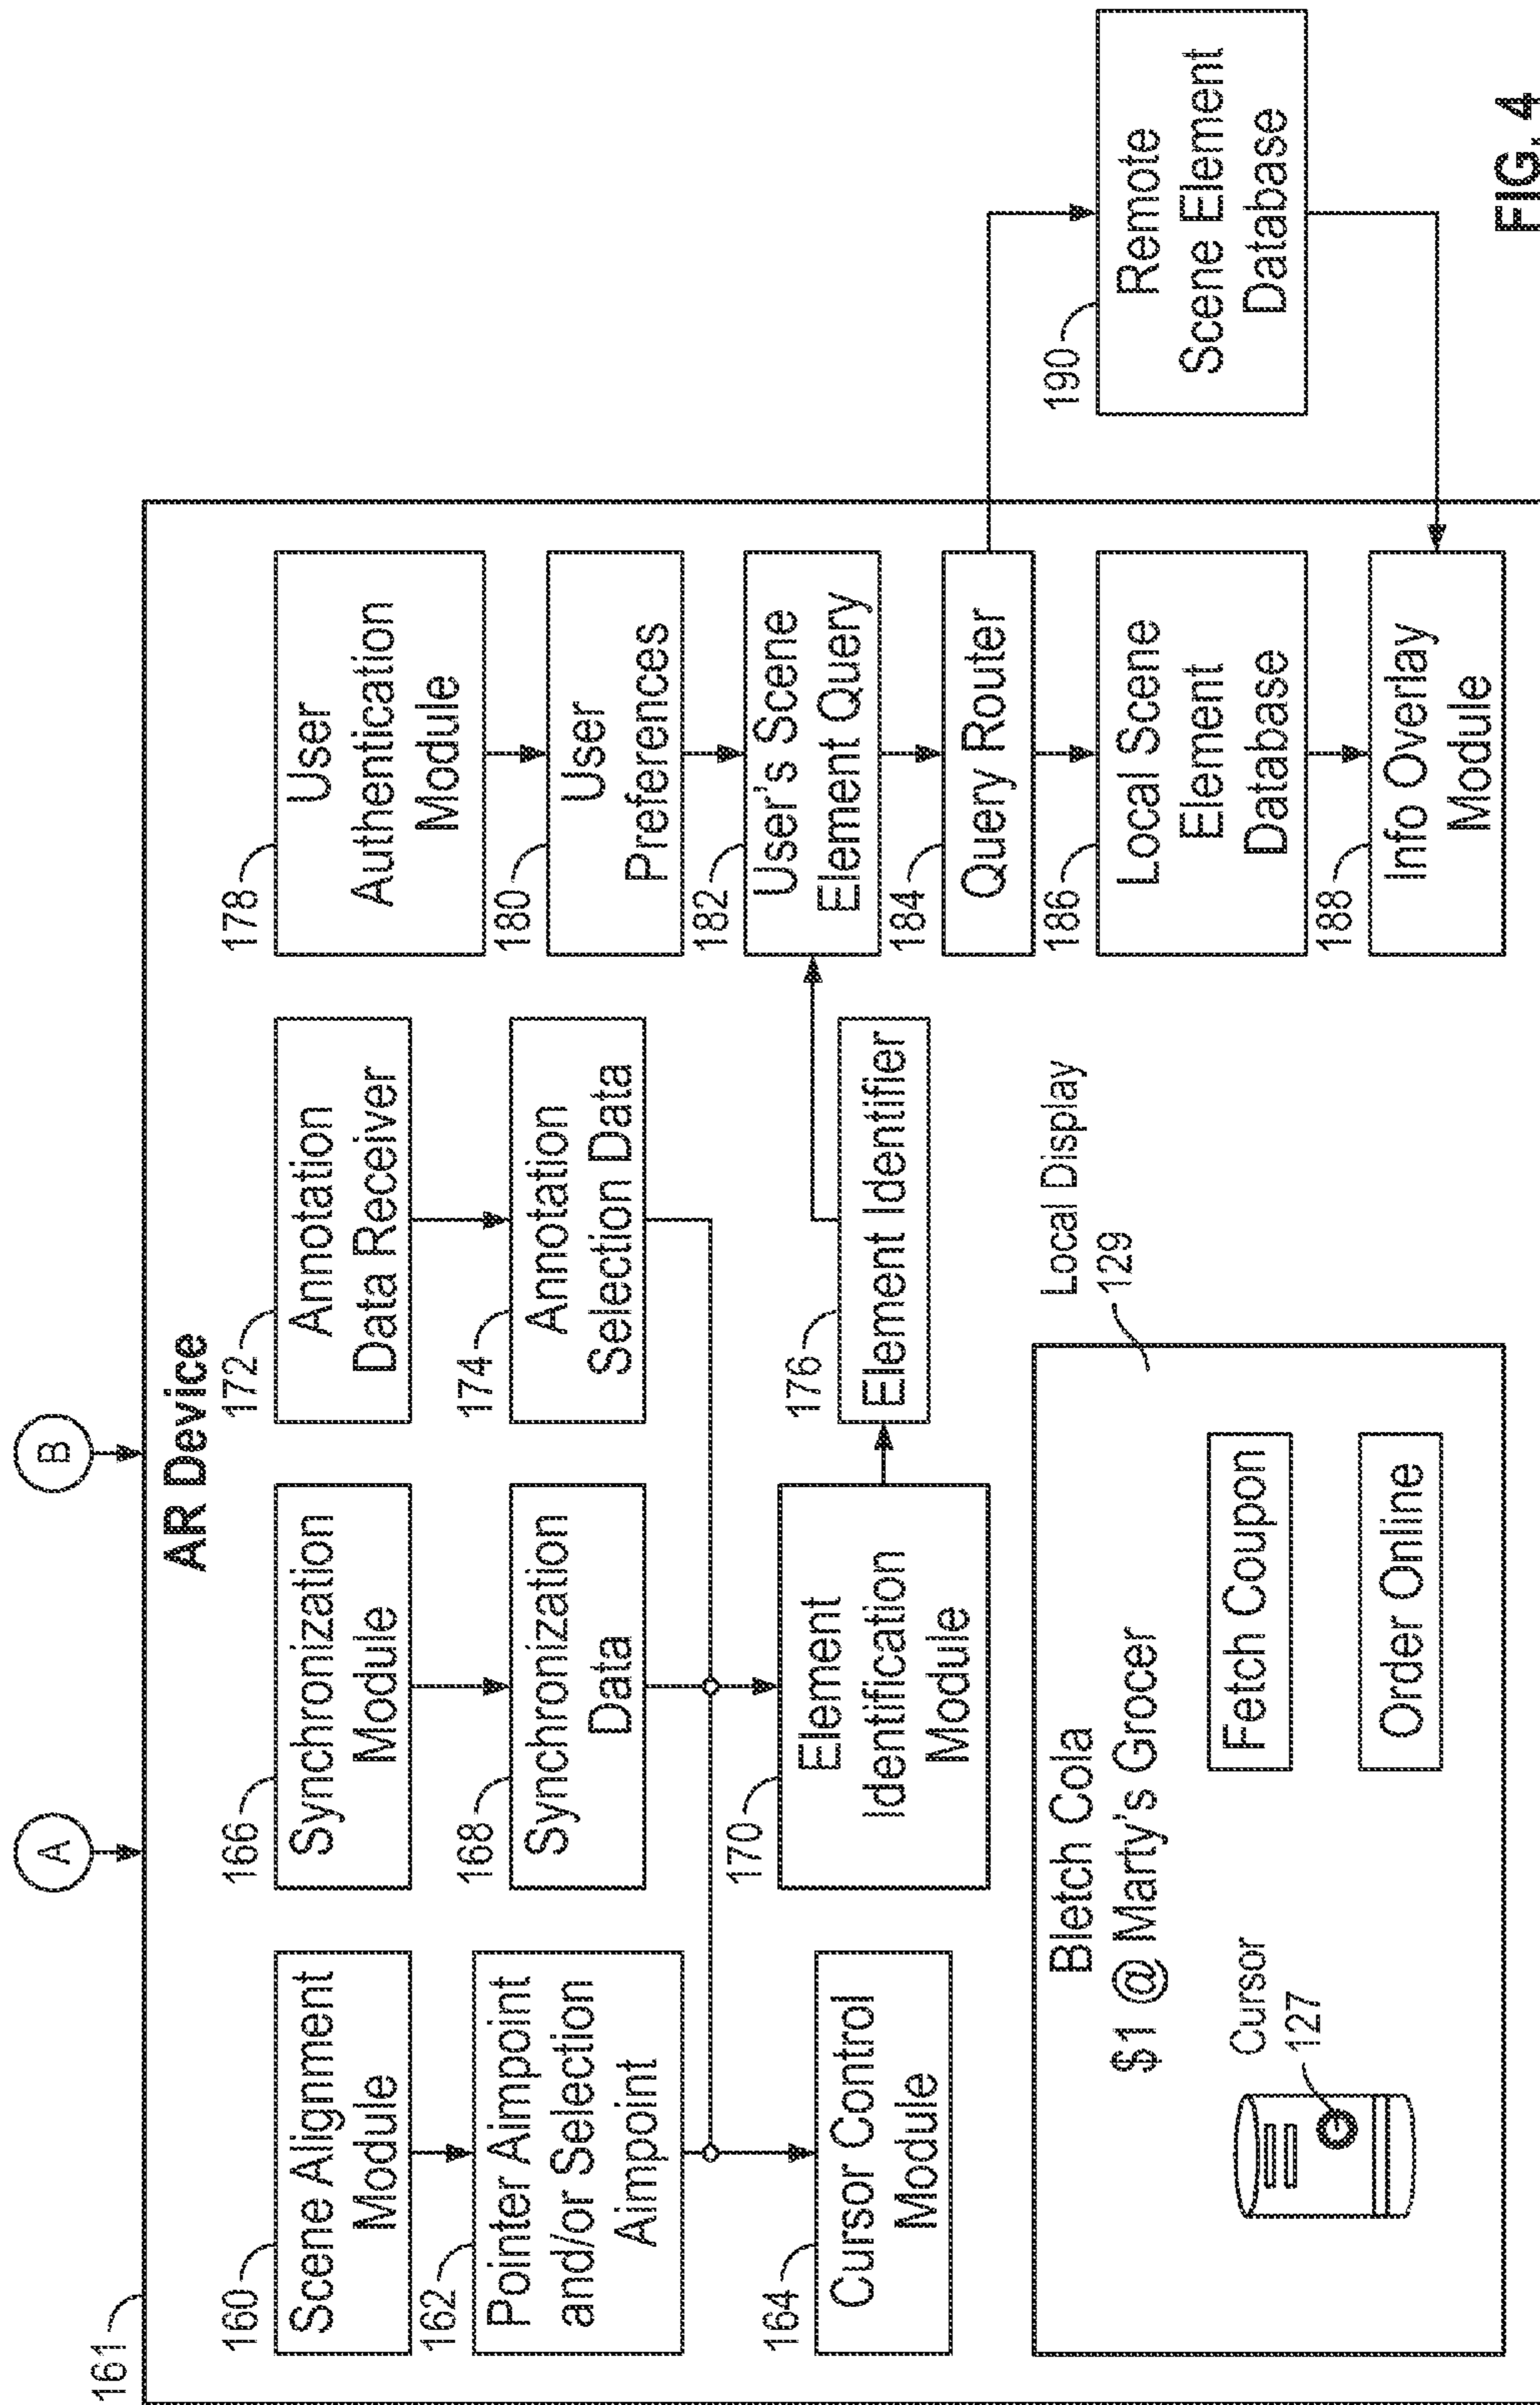 A
B
161
AR Device
160
Scene Alignment
Module
162
Pointer Aimpoint
and/or Selection
Aimpoint
164
Cursor Control
Module
166
Synchronization
Module
168
Synchronization
Data
170
Element
Identification
Module
172
Annotation
Data Receiver
174
Annotation
Selection Data
176
Element Identifier
178
User
Authentication
Module
180
User
Preferences
182
User's Scene
Element Query
184
Query Router
186
Local Scene
Element
Database
188
Info Overlay
Module
190
Remote
Scene Element
Database
Local Display
129
Bletch Cola
$1 @ Marty's Grocer
Cursor
127
Fetch Coupon
Order Online
FIG. 4